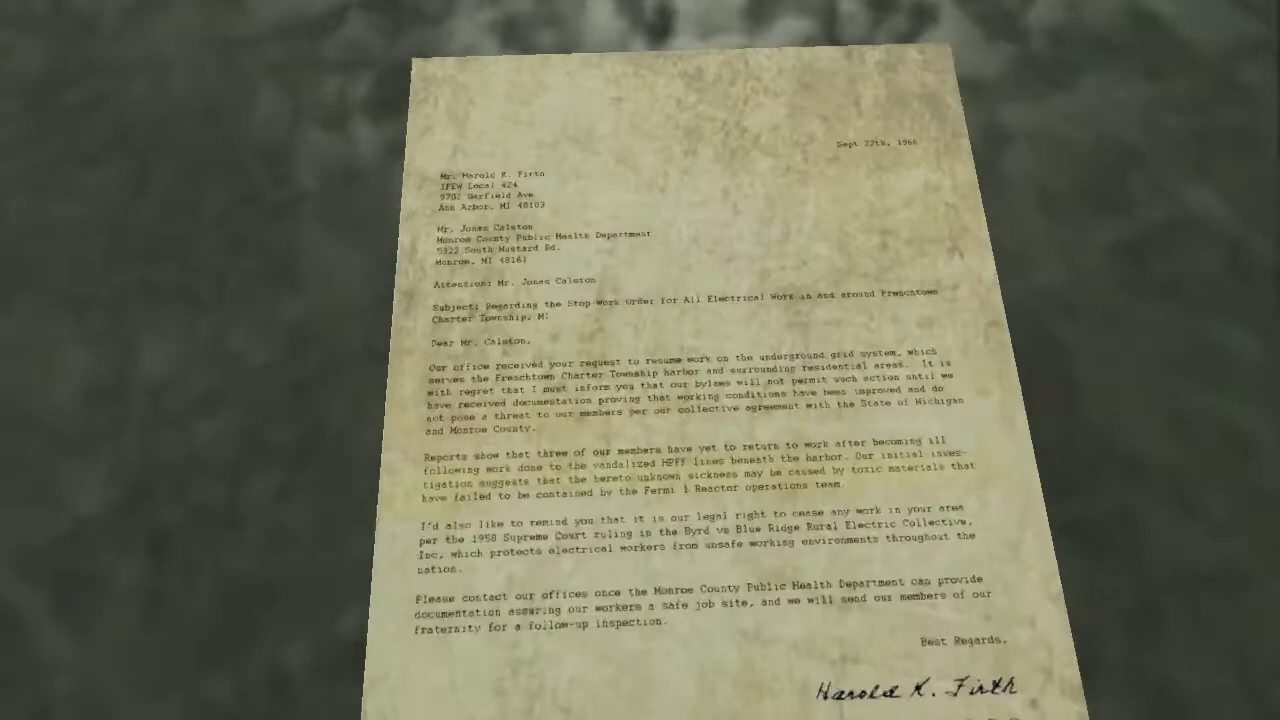 Sept 22th, 1966
Mr. Harold K. Firth
IFEW Local 424
9702 Garfield Ave
Ann Arbor, MI 48103
Mr. Jonas Calston
Monroe County Public Health Department
5922 South Mustard Rd.
Monroe, MI 48161
Attention: Mr. Jonas Calston
Subject: Regarding the Stop-Work Order for All Electrical Work in and around Frenchtown
Charter Township, MI
Dear Mr. Calston,
Our office received your request to resume work on the underground grid system, which
serves the Frenchtown Charter Township harbor and surrounding residential areas. It is
with regret that I must inform you that our bylaws will not permit such action until we
have received documentation proving that working conditions have been improved and do
not pose a threat to our members per our collective agreement with the State of Michigan
and Monroe County.
Reports show that three of our members have yet to return to work after becoming ill
following work done to the vandalized HPFF lines beneath the harbor. Our initial inves-
tigation suggests that the hereto unknown sickness may be caused by toxic materials that
have failed to be contained by the Fermi 1 Reactor operations team.
I'd also like to remind you that it is our legal right to cease any work in your area
per the 1958 Supreme Court ruling in the Byrd vs Blue Ridge Rural Electric Collective,
Inc, which protects electrical workers from unsafe working environments throughout the
nation.
Please contact our offices once the Monroe County Public Health Department can provide
documentation assuring our workers a safe job site, and we will send our members of our
fraternity for a follow-up inspection.
Best Regards,
Harold K. Firth